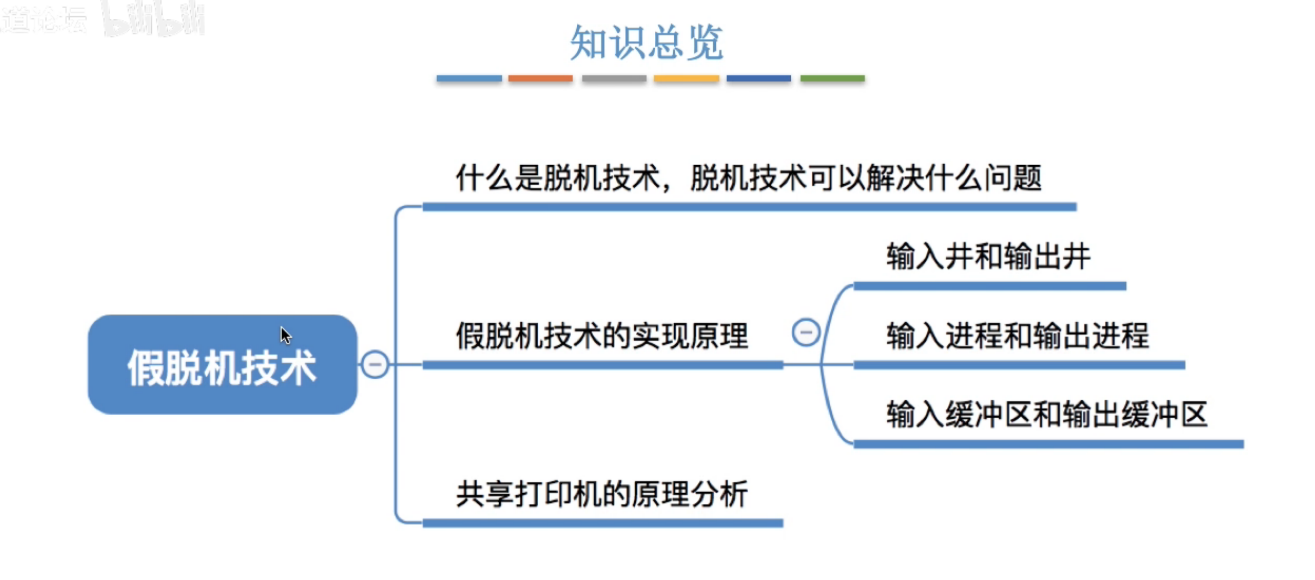 道论坛 bilibili
知识总览
什么是脱机技术，脱机技术可以解决什么问题
输入井和输出井
假脱机技术
假脱机技术的实现原理
输入进程和输出进程
输入缓冲区和输出缓冲区
共享打印机的原理分析